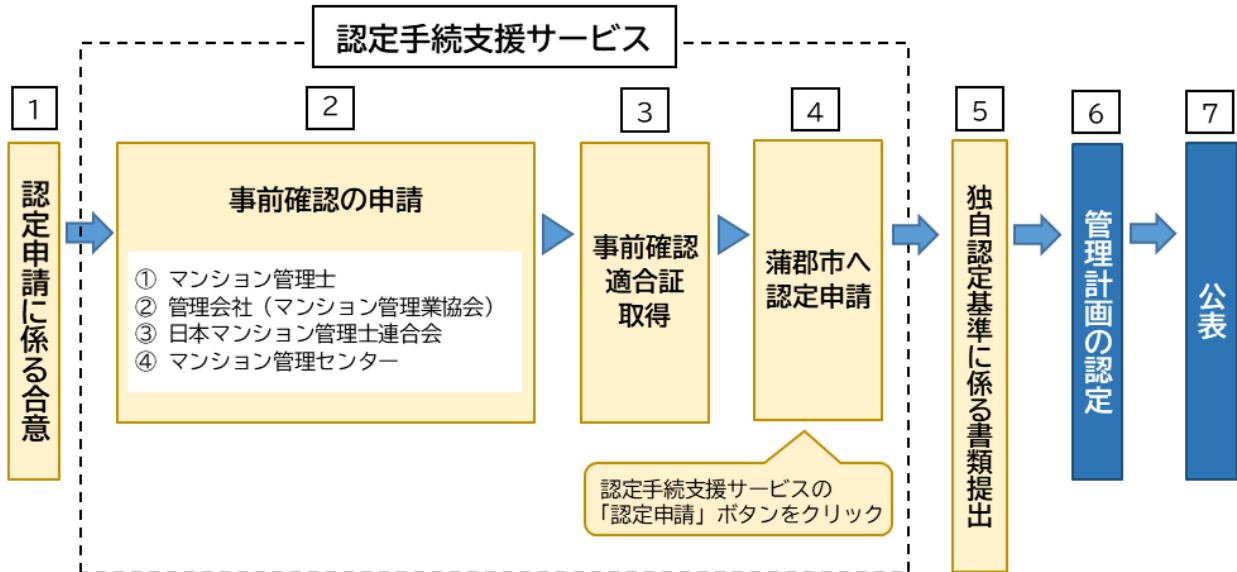 認定手続支援サービス
1
認定申請に係る合意
2
事前確認の申請
① マンション管理士
② 管理会社（マンション管理業協会）
③ 日本マンション管理士連合会
④ マンション管理センター
3
事前確認
適合証
取得
4
蒲郡市へ
認定申請
認定手続支援サービスの
「認定申請」ボタンをクリック
5
独自認定基準に係る書類提出
6
管理計画の認定
7
公表